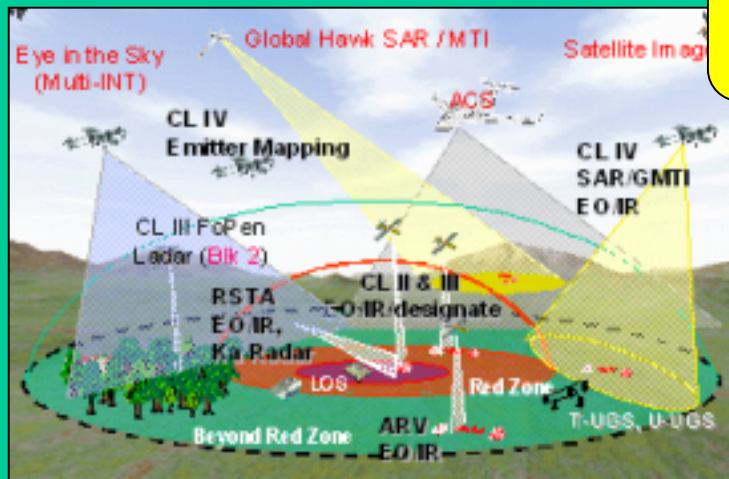 Eye in the Sky
(Multi-INT)
Global Hawk SAR / MTI
Satellite Imag
ACS
CL IV
Emitter Mapping
CL IV
SAR/GMTI
EO/IR
CL III FoPen
Ladar (Blk 2)
CL II & III
EO/IR/designate
RSTA
EO/IR,
Ka-Radar
LOS
Red Zone
Beyond Red Zone
ARV
EO/IR
T-UGS, U-UGS